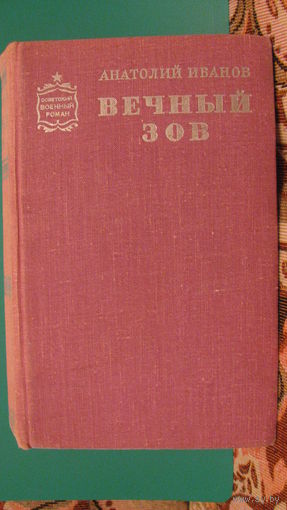 СОВЕТСКИЙ
ВОЕННЫЙ
РОМАН
АНАТОЛИЙ ИВАНОВ
ВЕЧНЫЙ
ЗОВ